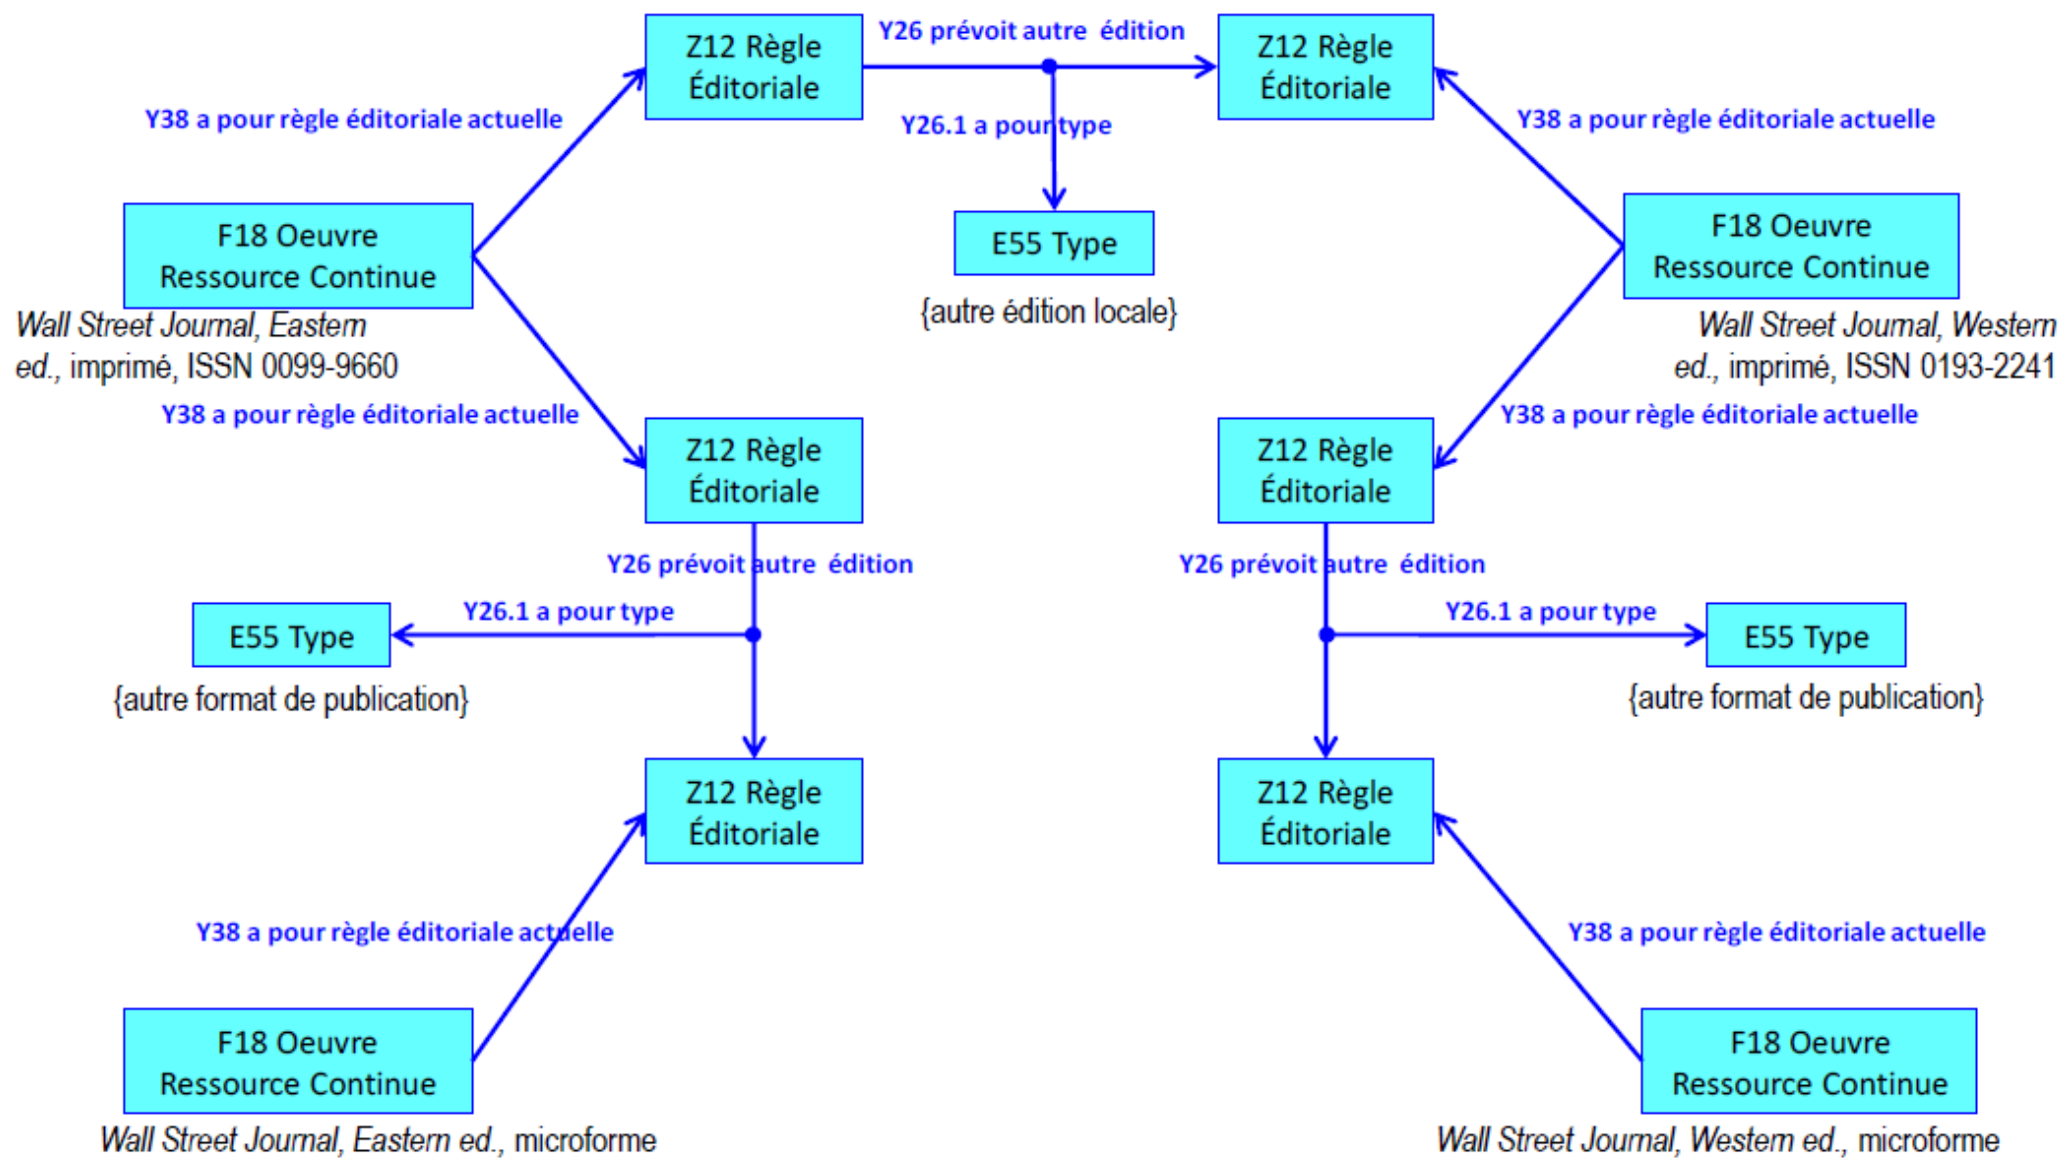 Z12 Règle
Éditoriale
Y26 prévoit autre édition
Z12 Règle
Éditoriale
Y38 a pour règle éditoriale actuelle
Y26.1 a pour type
Y38 a pour règle éditoriale actuelle
F18 Oeuvre
Ressource Continue
E55 Type
F18 Oeuvre
Ressource Continue
Wall Street Journal, Eastern
ed., imprimé, ISSN 0099-9660
{autre édition locale}
Wall Street Journal, Western
ed., imprimé, ISSN 0193-2241
Y38 a pour règle éditoriale actuelle
Y38 a pour règle éditoriale actuelle
Z12 Règle
Éditoriale
Z12 Règle
Éditoriale
Y26 prévoit autre édition
Y26 prévoit autre édition
E55 Type
Y26.1 a pour type
Y26.1 a pour type
E55 Type
{autre format de publication}
{autre format de publication}
Z12 Règle
Éditoriale
Z12 Règle
Éditoriale
Y38 a pour règle éditoriale actuelle
Y38 a pour règle éditoriale actuelle
F18 Oeuvre
Ressource Continue
F18 Oeuvre
Ressource Continue
Wall Street Journal, Eastern ed., microforme
Wall Street Journal, Western ed., microforme